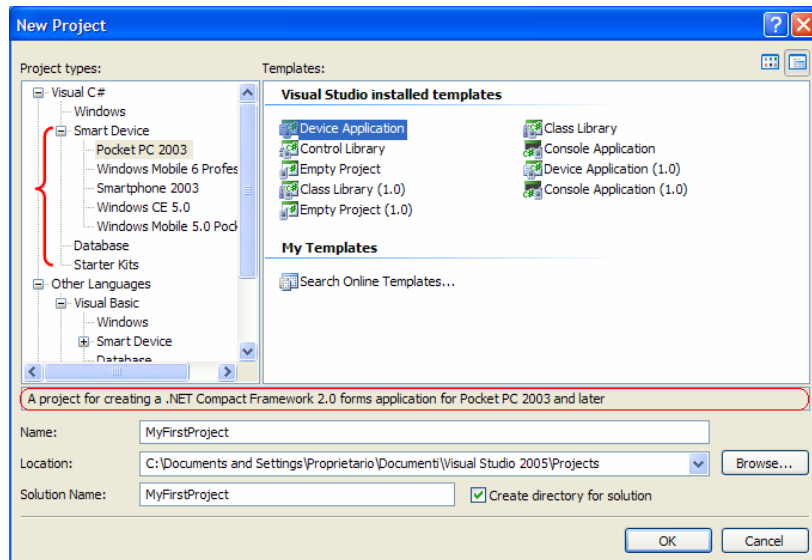 New Project
Project types:
Templates:
Visual C#
Windows
Smart Device
Pocket PC 2003
Windows Mobile 6 Profes
Smartphone 2003
Windows CE 5.0
Windows Mobile 5.0 Pock
Database
Starter Kits
Other Languages
Visual Basic
Windows
Smart Device
Database
Visual Studio installed templates
Device Application
Class Library
Control Library
Console Application
Empty Project
Device Application (1.0)
Class Library (1.0)
Console Application (1.0)
Empty Project (1.0)
My Templates
Search Online Templates...
A project for creating a .NET Compact Framework 2.0 forms application for Pocket PC 2003 and later
Name:
MyFirstProject
Location:
C:\Documents and Settings\Proprietario\Documenti\Visual Studio 2005\Projects
Browse...
Solution Name:
MyFirstProject
Create directory for solution
OK
Cancel